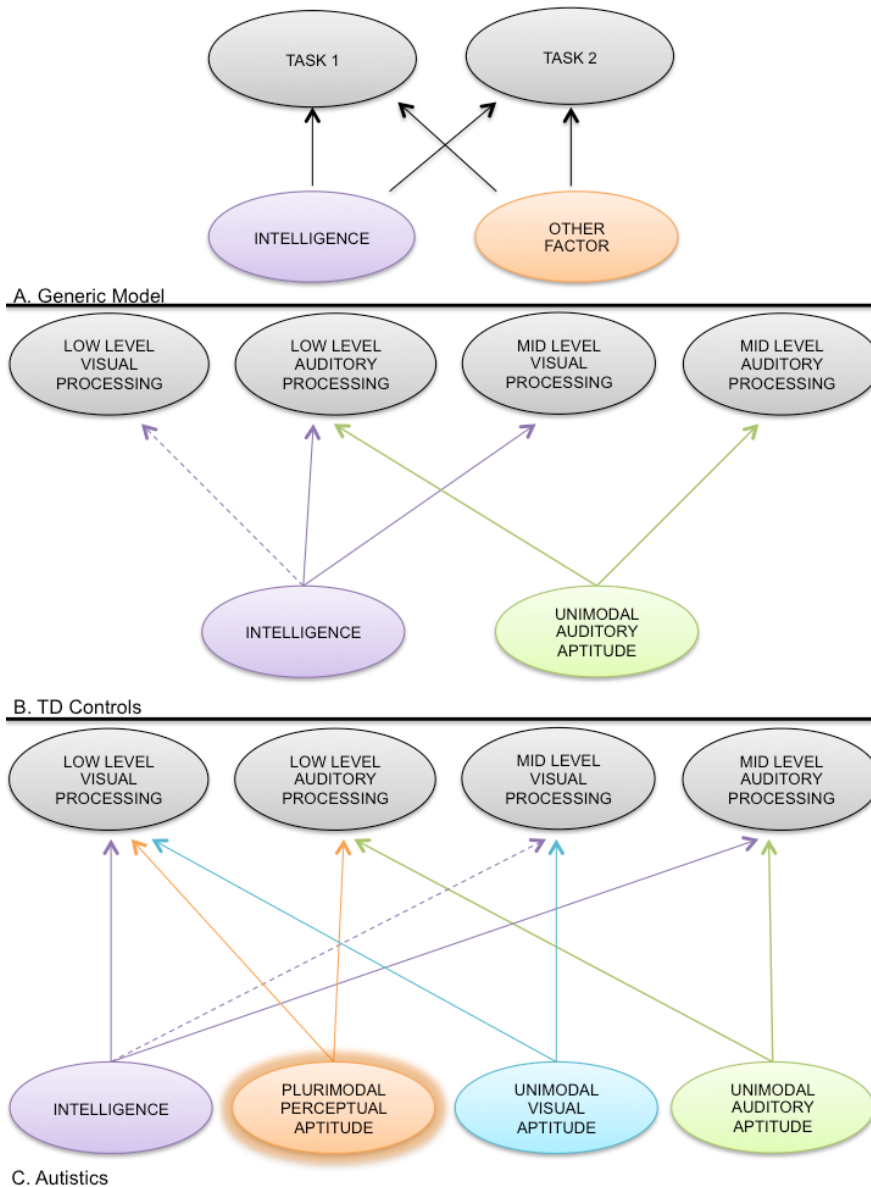 TASK 1
TASK 2
INTELLIGENCE
OTHER
FACTOR
A. Generic Model
LOW LEVEL
VISUAL
PROCESSING
LOW LEVEL
AUDITORY
PROCESSING
MID LEVEL
VISUAL
PROCESSING
MID LEVEL
AUDITORY
PROCESSING
INTELLIGENCE
UNIMODAL
AUDITORY
APTITUDE
B. TD Controls
LOW LEVEL
VISUAL
PROCESSING
LOW LEVEL
AUDITORY
PROCESSING
MID LEVEL
VISUAL
PROCESSING
MID LEVEL
AUDITORY
PROCESSING
INTELLIGENCE
PLURIMODAL
PERCEPTUAL
APTITUDE
UNIMODAL
VISUAL
APTITUDE
UNIMODAL
AUDITORY
APTITUDE
C. Autistics